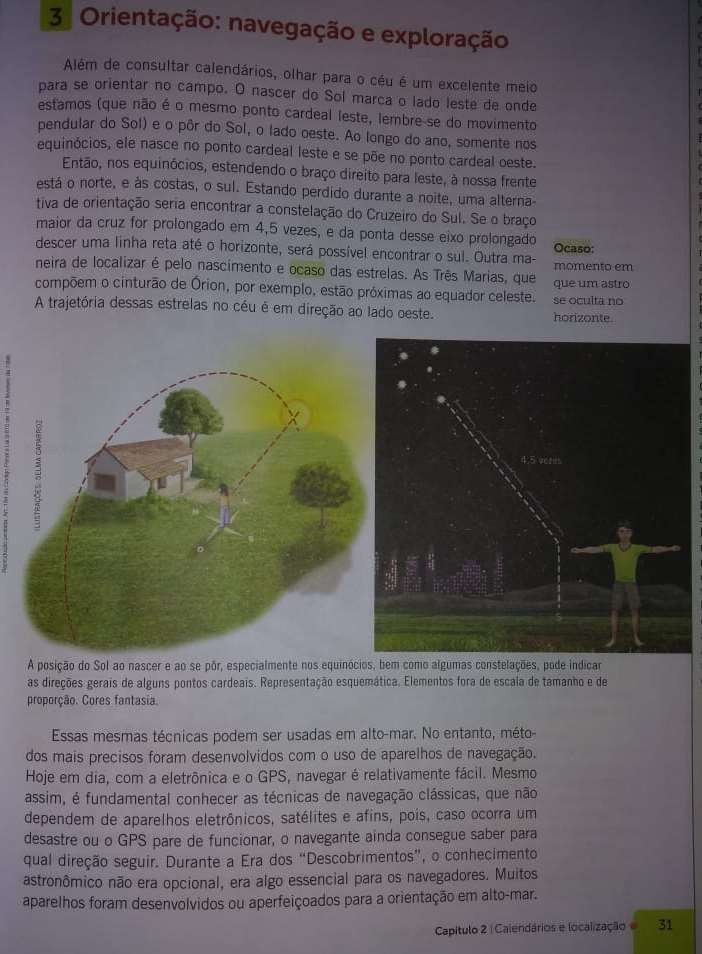 3 Orientação: navegação e exploração
Além de consultar calendários, olhar para o céu é um excelente meio
para se orientar no campo. O nascer do Sol marca o lado leste de onde
estamos (que não é o mesmo ponto cardeal leste, lembre-se do movimento
pendular do Sol) e o pôr do Sol, o lado oeste. Ao longo do ano, somente nos
equinócios, ele nasce no ponto cardeal leste e se põe no ponto cardeal oeste.
Então, nos equinócios, estendendo o braço direito para leste, à nossa frente
está o norte, e às costas, o sul. Estando perdido durante a noite, uma alterna-
tiva de orientação seria encontrar a constelação do Cruzeiro do Sul. Se o braço
maior da cruz for prolongado em 4,5 vezes, e da ponta desse eixo prolongado
descer uma linha reta até o horizonte, será possível encontrar o sul. Outra ma-
neira de localizar é pelo nascimento e ocaso das estrelas. As Três Marias, que
compõem o cinturão de Órion, por exemplo, estão próximas ao equador celeste.
A trajetória dessas estrelas no céu é em direção ao lado oeste.
Ocaso:
momento em
que um astro
se oculta no
horizonte.
Reprodução proibida. Art. 184 do Código Penal e Lei 9.610 de 19 de fevereiro de 1998.
ILUSTRAÇÕES: SELMA CAPARROZ
N
S
O
4,5 vezes
S
A posição do Sol ao nascer e ao se pôr, especialmente nos equinócios, bem como algumas constelações, pode indicar
as direções gerais de alguns pontos cardeais. Representação esquemática. Elementos fora de escala de tamanho e de
proporção. Cores fantasia.
Essas mesmas técnicas podem ser usadas em alto-mar. No entanto, méto-
dos mais precisos foram desenvolvidos com o uso de aparelhos de navegação.
Hoje em dia, com a eletrônica e o GPS, navegar é relativamente fácil. Mesmo
assim, é fundamental conhecer as técnicas de navegação clássicas, que não
dependem de aparelhos eletrônicos, satélites e afins, pois, caso ocorra um
desastre ou o GPS pare de funcionar, o navegante ainda consegue saber para
qual direção seguir. Durante a Era dos “Descobrimentos”, o conhecimento
astronômico não era opcional, era algo essencial para os navegadores. Muitos
aparelhos foram desenvolvidos ou aperfeiçoados para a orientação em alto-mar.
Capítulo 2 | Calendários e localização 31